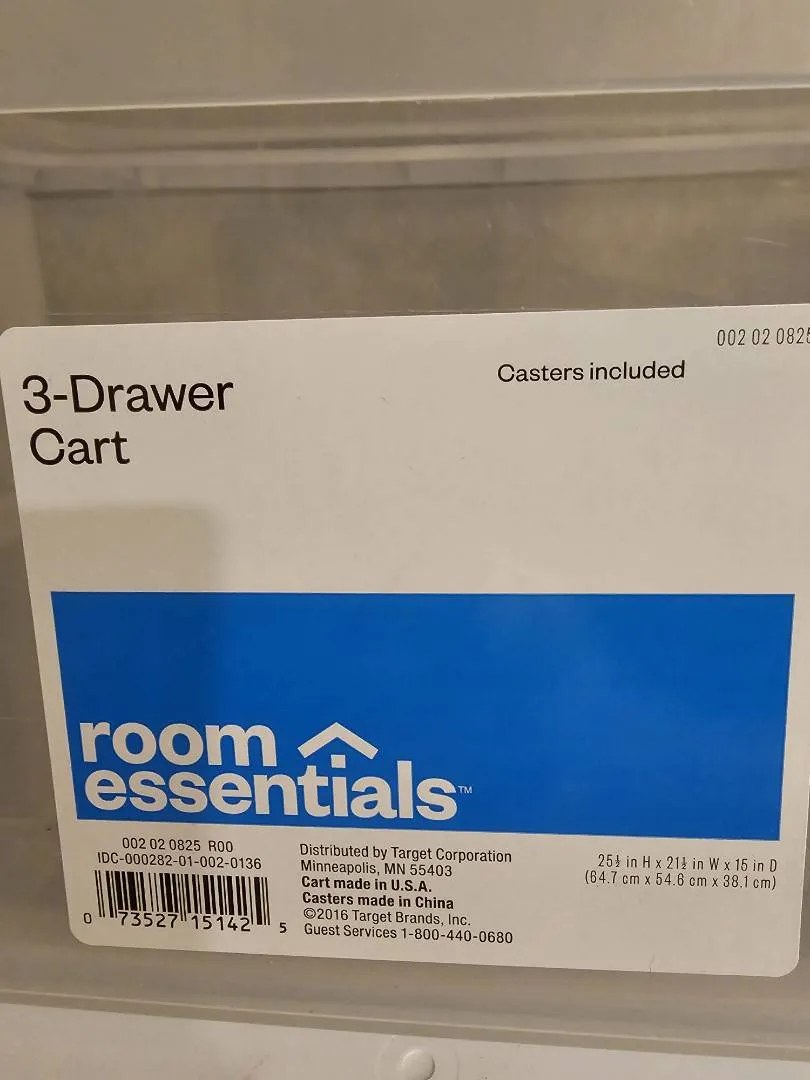 002 02 0825
3-Drawer
Cart
Casters included
room
essentials™
002 02 0825 R00
IDC-000282-01-002-0136
0 73527 15142 5
Distributed by Target Corporation
Minneapolis, MN 55403
Cart made in U.S.A.
Casters made in China
©2016 Target Brands, Inc.
Guest Services 1-800-440-0680
25½ in H x 21½ in W x 15 in D
(64.7 cm x 54.6 cm x 38.1 cm)